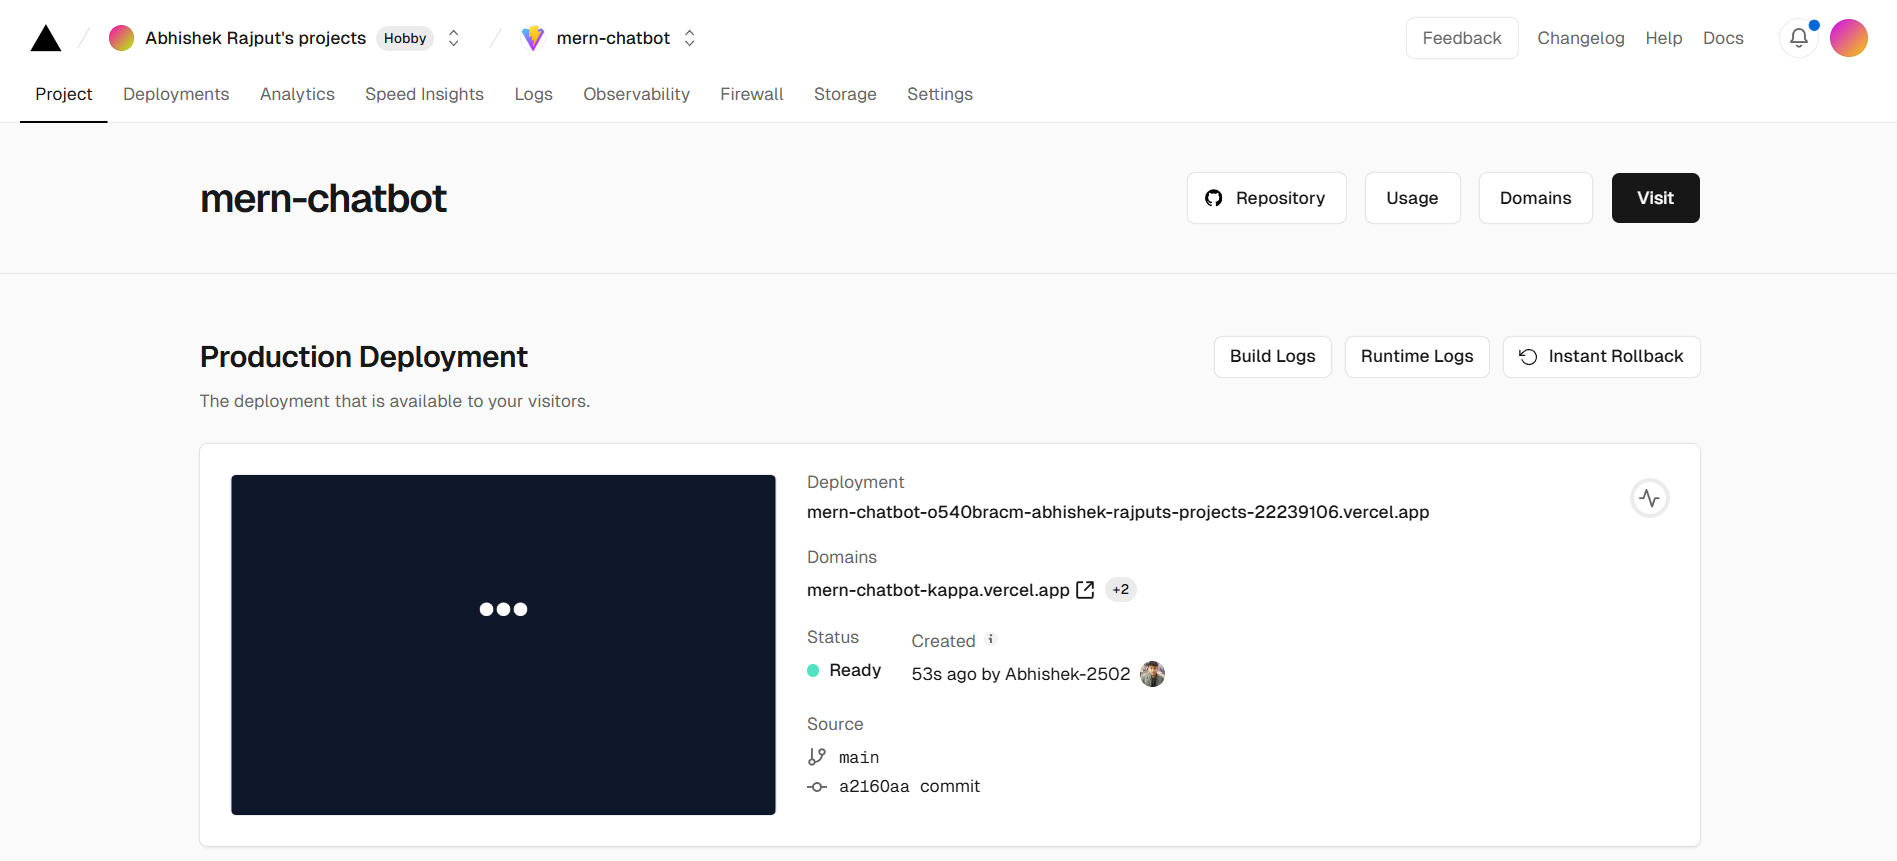 Abhishek Rajput's projects Hobby mern-chatbot Feedback Changelog Help Docs
Project Deployments Analytics Speed Insights Logs Observability Firewall Storage Settings
mern-chatbot Repository Usage Domains Visit
Production Deployment Build Logs Runtime Logs Instant Rollback
The deployment that is available to your visitors.
Deployment
mern-chatbot-o540bracm-abhishek-rajputs-projects-22239106.vercel.app
Domains
mern-chatbot-kappa.vercel.app +2
Status Created
Ready 53s ago by Abhishek-2502
Source
main
a2160aa commit